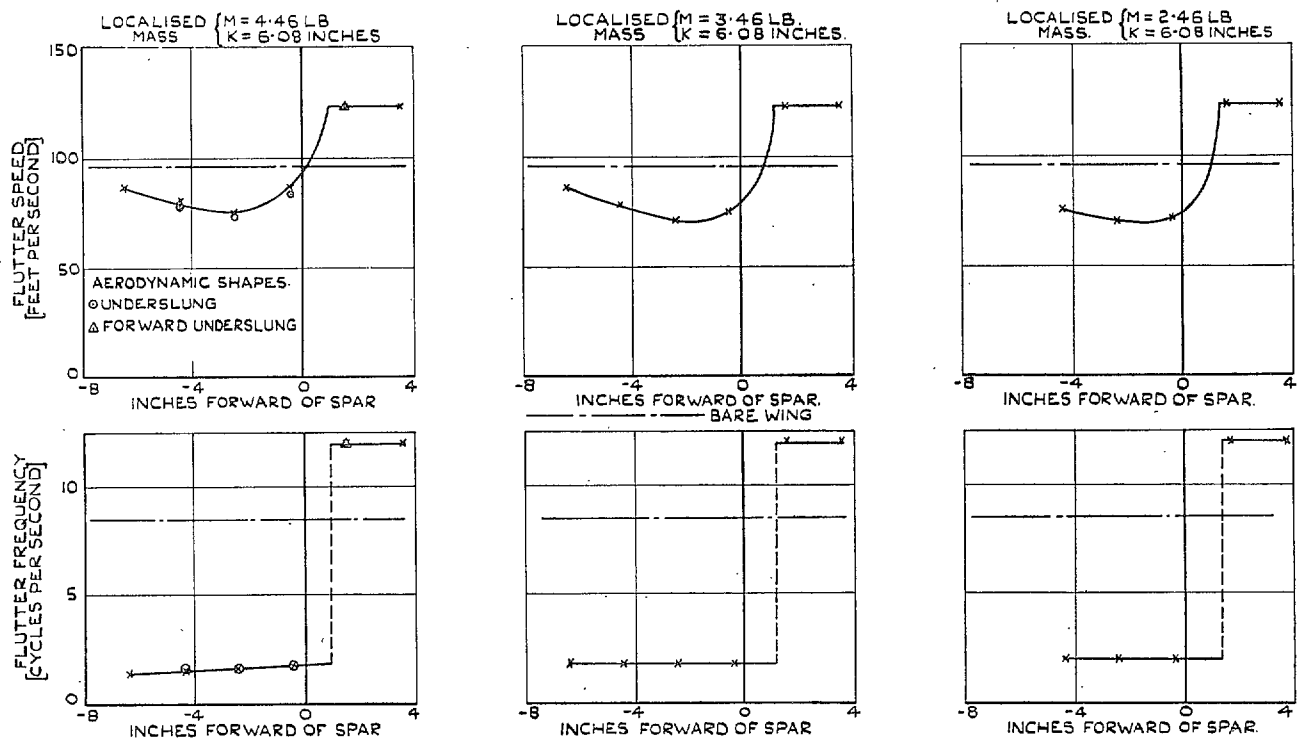 LOCALISED MASS { M = 4·46 LB K = 6·08 INCHES
LOCALISED MASS { M = 3·46 LB. K = 6·08 INCHES.
LOCALISED MASS. { M = 2·46 LB K = 6·08 INCHES
FLUTTER SPEED
[FEET PER SECOND]
150
100
50
0
AERODYNAMIC SHAPES.
UNDERSLUNG
FORWARD UNDERSLUNG
-8 -4 0 4
-8 -4 0 4
-8 -4 0 4
INCHES FORWARD OF SPAR
INCHES FORWARD OF SPAR.
INCHES FORWARD OF SPAR.
BARE WING
FLUTTER FREQUENCY
[CYCLES PER SECOND]
10
5
0
-8 -4 0 4
-8 -4 0 4
-8 -4 0 4
INCHES FORWARD OF SPAR
INCHES FORWARD OF SPAR
INCHES FORWARD OF SPAR.